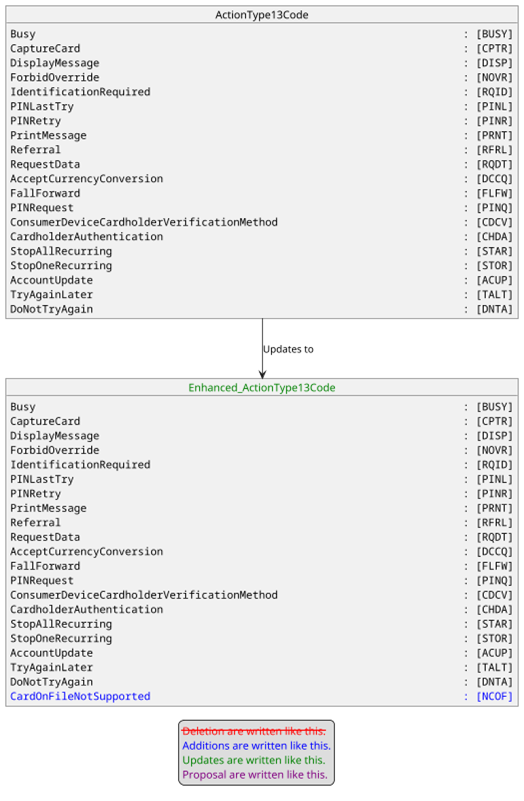 ActionType13Code
Busy : [BUSY]
CaptureCard : [CPTR]
DisplayMessage : [DISP]
ForbidOverride : [NOVR]
IdentificationRequired : [RQID]
PINLastTry : [PINL]
PINRetry : [PINR]
PrintMessage : [PRNT]
Referral : [RFRL]
RequestData : [RQDT]
AcceptCurrencyConversion : [DCCQ]
FallForward : [FLFW]
PINRequest : [PINQ]
ConsumerDeviceCardholderVerificationMethod : [CDCV]
CardholderAuthentication : [CHDA]
StopAllRecurring : [STAR]
StopOneRecurring : [STOR]
AccountUpdate : [ACUP]
TryAgainLater : [TALT]
DoNotTryAgain : [DNTA]
Updates to
Enhanced_ActionType13Code
Busy : [BUSY]
CaptureCard : [CPTR]
DisplayMessage : [DISP]
ForbidOverride : [NOVR]
IdentificationRequired : [RQID]
PINLastTry : [PINL]
PINRetry : [PINR]
PrintMessage : [PRNT]
Referral : [RFRL]
RequestData : [RQDT]
AcceptCurrencyConversion : [DCCQ]
FallForward : [FLFW]
PINRequest : [PINQ]
ConsumerDeviceCardholderVerificationMethod : [CDCV]
CardholderAuthentication : [CHDA]
StopAllRecurring : [STAR]
StopOneRecurring : [STOR]
AccountUpdate : [ACUP]
TryAgainLater : [TALT]
DoNotTryAgain : [DNTA]
CardOnFileNotSupported : [NCOF]
Deletion are written like this.
Additions are written like this.
Updates are written like this.
Proposal are written like this.